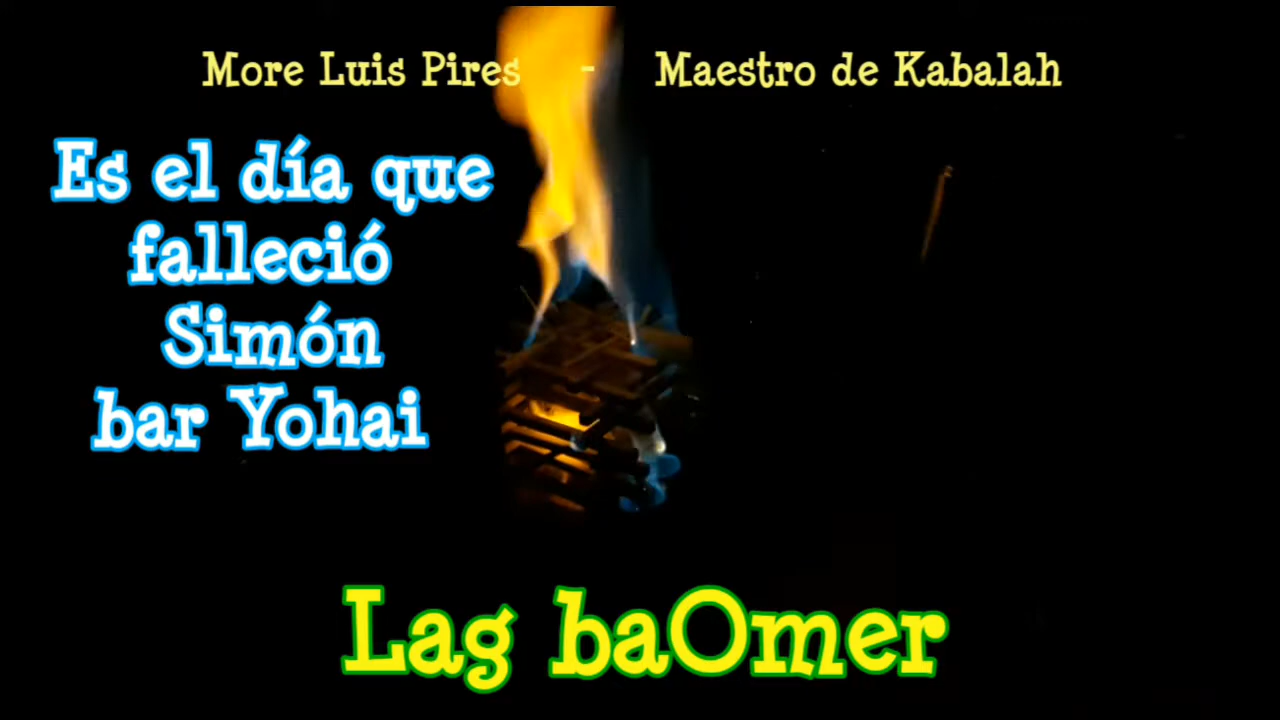 More Luis Pires - Maestro de Kabalah
Es el día que
falleció
Simón
bar Yohai
Lag baOmer